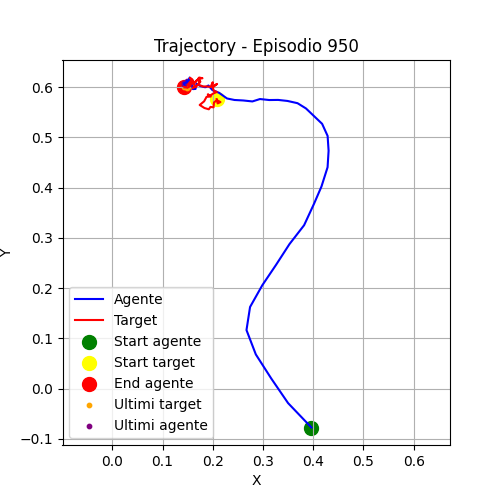 Trajectory - Episodio 950
0.6
0.5
0.4
0.3
0.2
0.1
0.0
−0.1
Y
Agente
Target
Start agente
Start target
End agente
Ultimi target
Ultimi agente
0.0 0.1 0.2 0.3 0.4 0.5 0.6
X